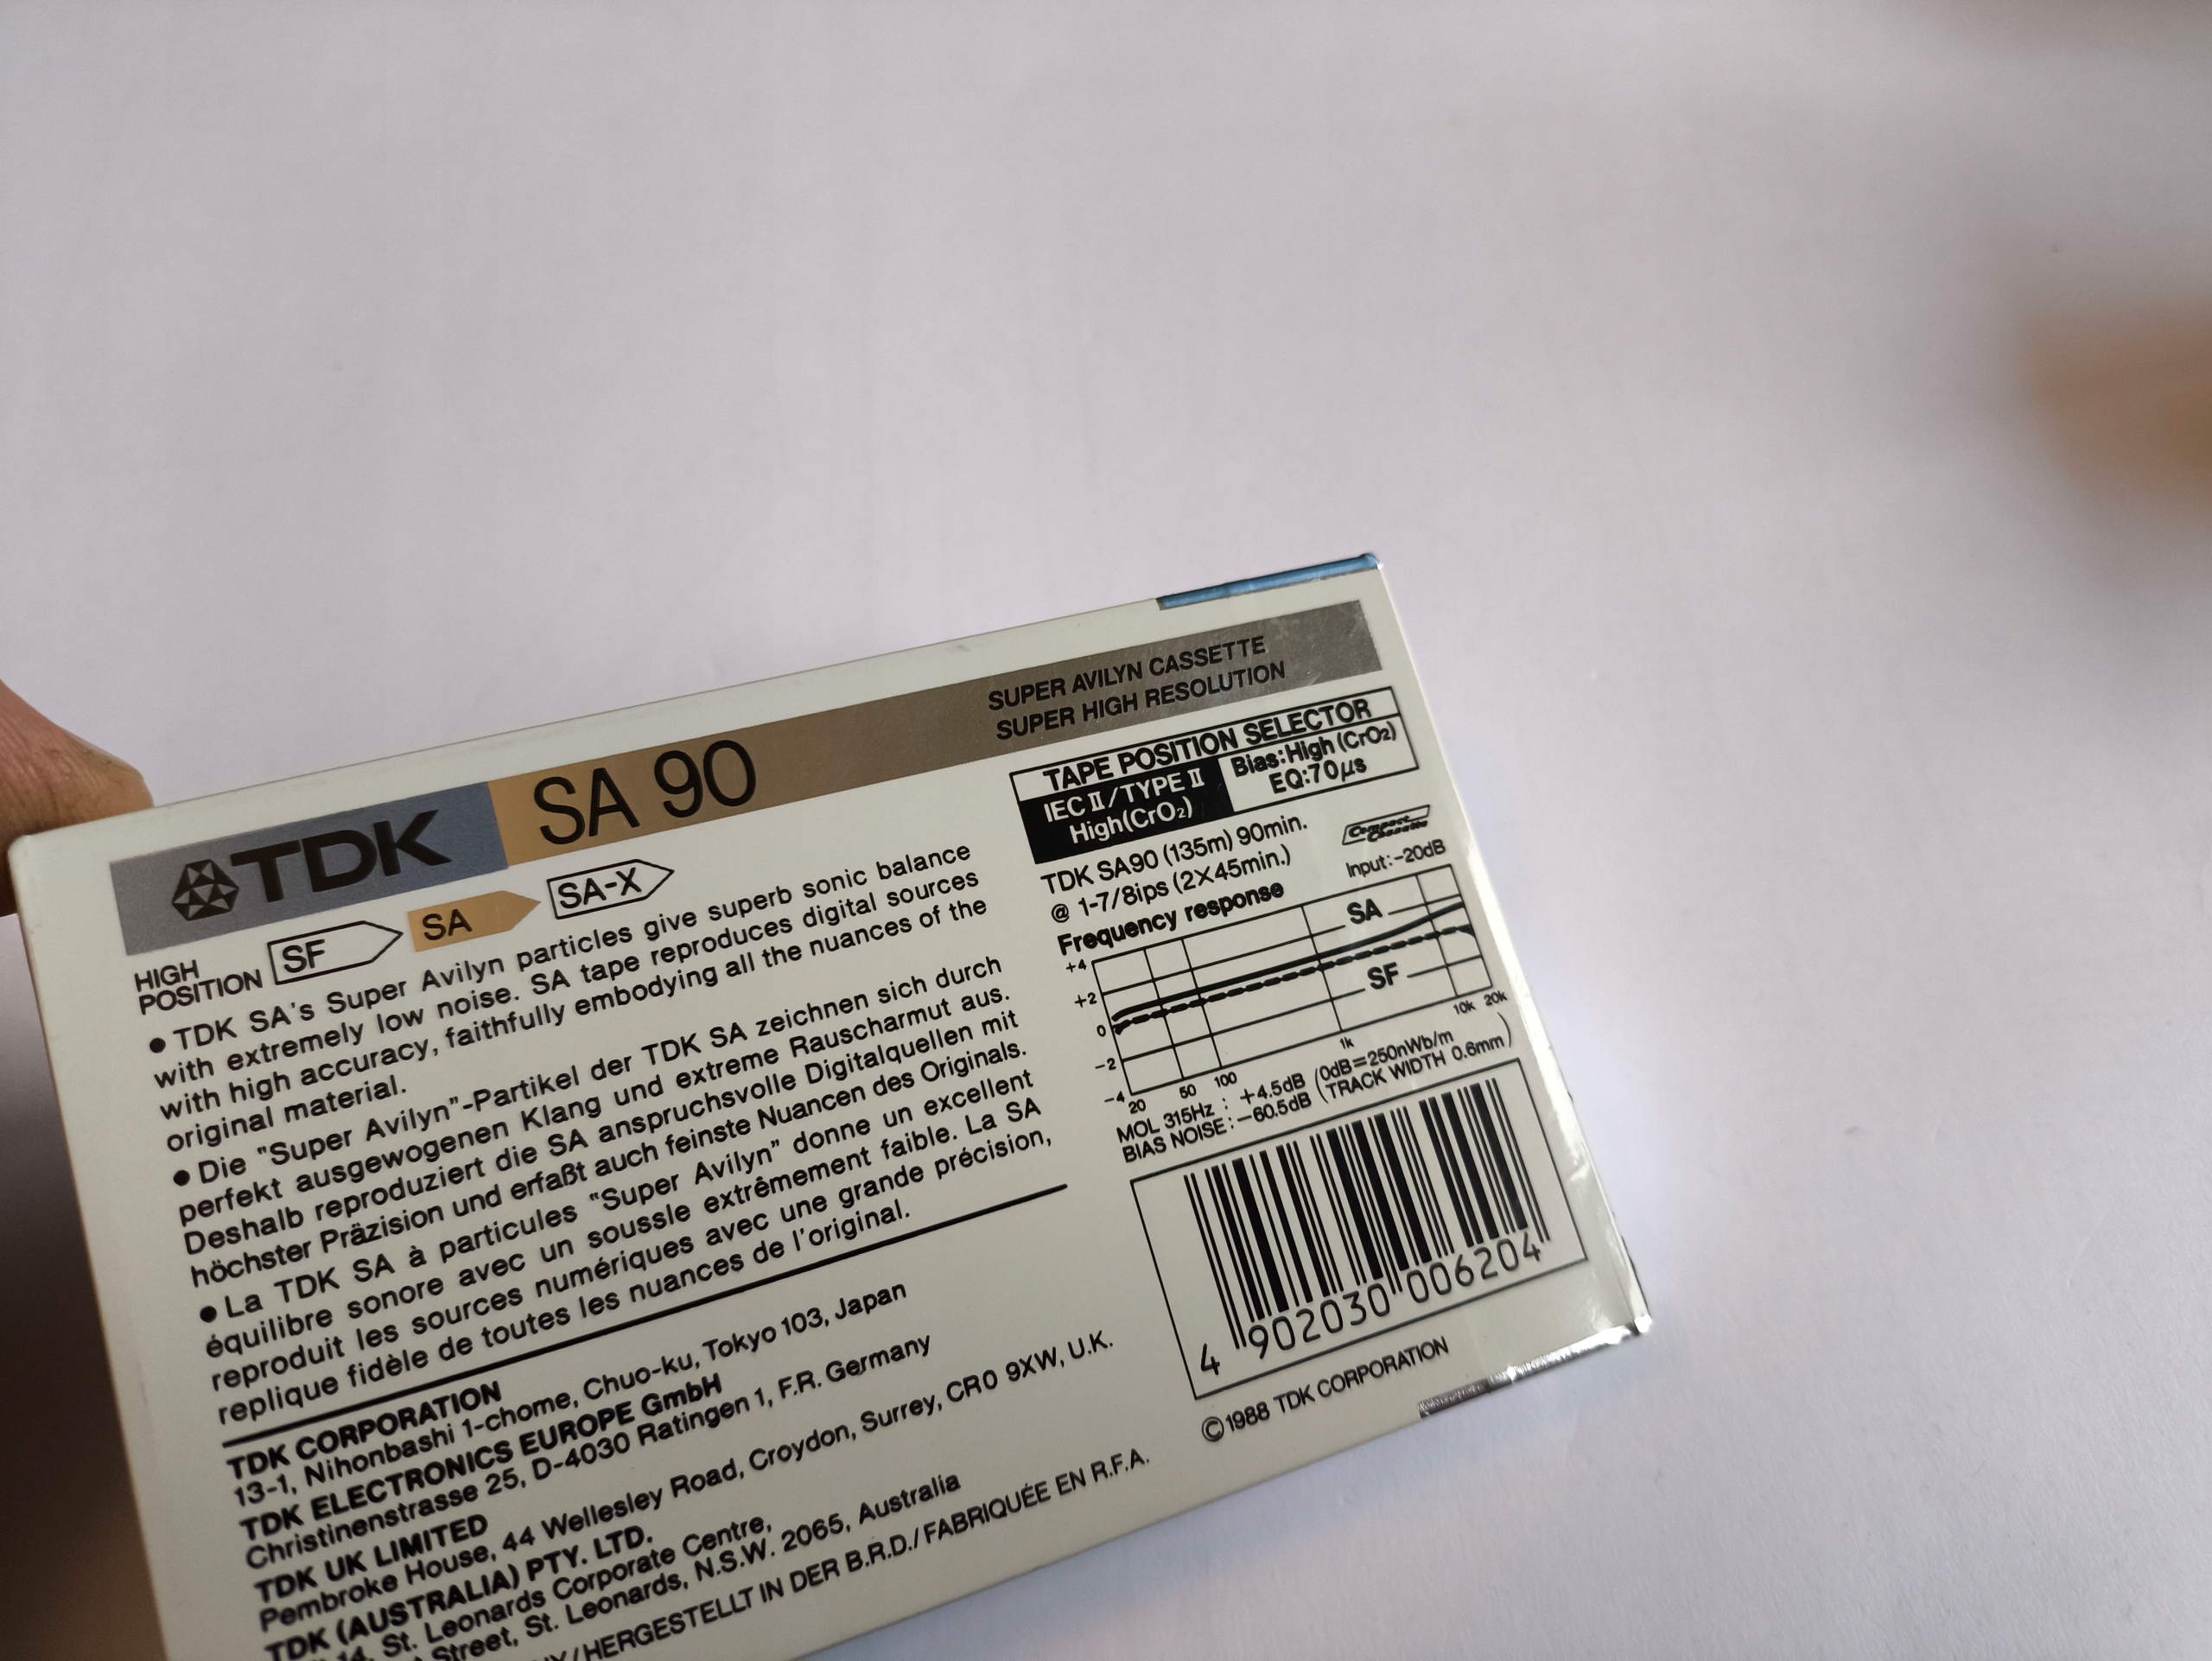 TDK SA 90
SUPER AVILYN CASSETTE
SUPER HIGH RESOLUTION
HIGH
POSITION
SF
SA
SA-X
● TDK SA's Super Avilyn particles give superb sonic balance
with extremely low noise. SA tape reproduces digital sources
with high accuracy, faithfully embodying all the nuances of the
original material.
● Die "Super Avilyn"-Partikel der TDK SA zeichnen sich durch
perfekt ausgewogenen Klang und extreme Rauscharmut aus.
Deshalb reproduziert die SA anspruchsvolle Digitalquellen mit
höchster Präzision und erfaßt auch feinste Nuancen des Originals.
● La TDK SA à particules "Super Avilyn" donne un excellent
équilibre sonore avec un soussle extrêmement faible. La SA
reproduit les sources numériques avec une grande précision,
replique fidèle de toutes les nuances de l'original.
TDK CORPORATION
13-1, Nihonbashi 1-chome, Chuo-ku, Tokyo 103, Japan
TDK ELECTRONICS EUROPE GmbH
Christinenstrasse 25, D-4030 Ratingen 1, F.R. Germany
TDK UK LIMITED
Pembroke House, 44 Wellesley Road, Croydon, Surrey, CR0 9XW, U.K.
TDK (AUSTRALIA) PTY. LTD.
14, St. Leonards Corporate Centre,
Street, St. Leonards, N.S.W. 2065, Australia
/HERGESTELLT IN DER B.R.D./FABRIQUÉE EN R.F.A.
TAPE POSITION SELECTOR
IEC II/TYPE II
High(CrO₂)
Bias:High (CrO₂)
EQ:70μs
TDK SA90 (135m) 90min.
@ 1-7/8ips (2X45min.)
Compact
Cassette
Frequency response
Input:-20dB
SA
SF
+4
+2
0
-2
-4
20
50
100
1k
10k
20k
MOL 315Hz : +4.5dB (0dB=250nWb/m
BIAS NOISE:-60.5dB (TRACK WIDTH 0.6mm)
4 902030 006204
©1988 TDK CORPORATION